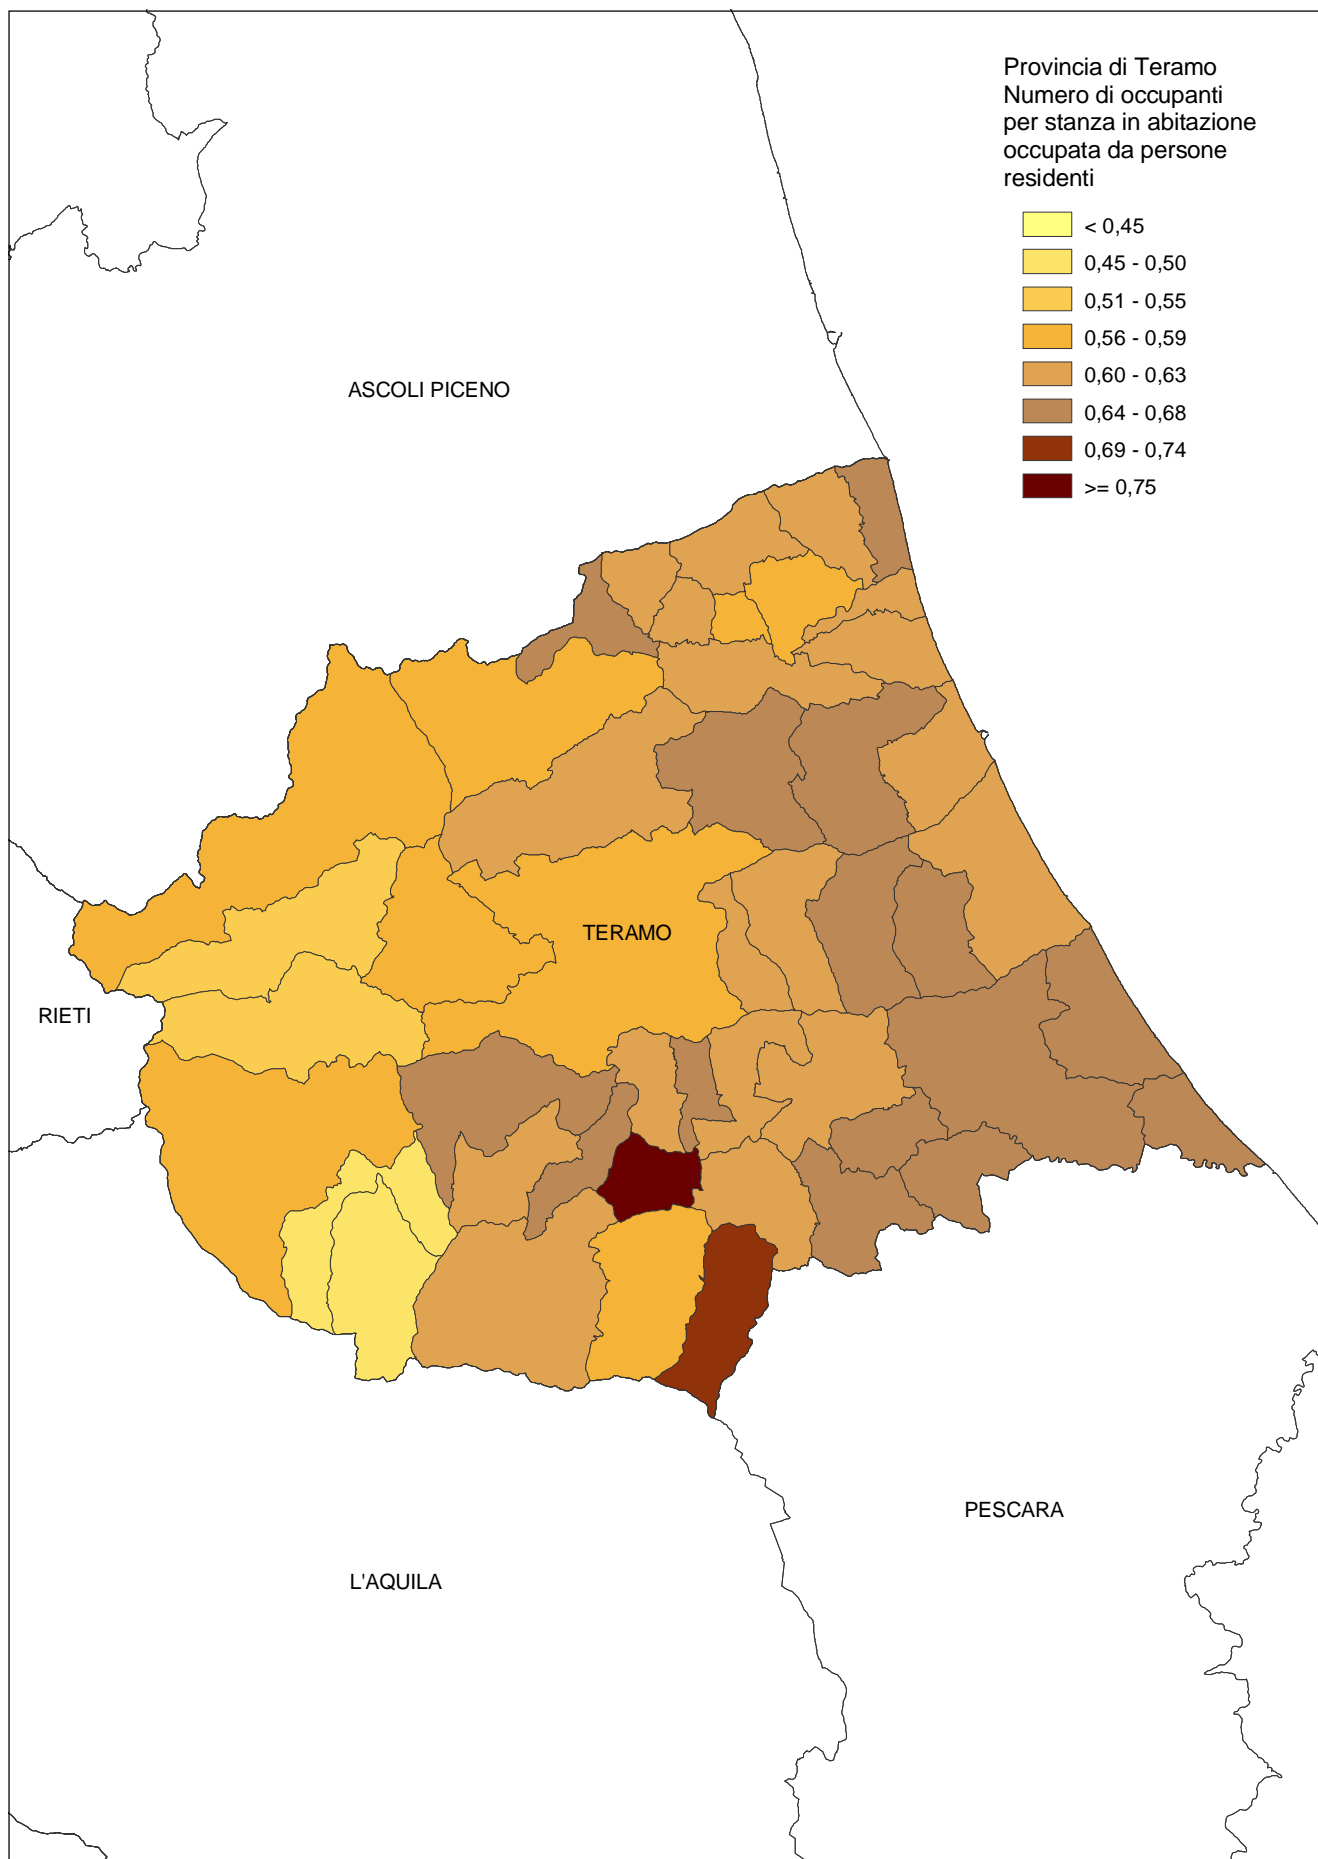 Provincia di Teramo
Numero di occupanti
per stanza in abitazione
occupata da persone
residenti
< 0,45
0,45 - 0,50
0,51 - 0,55
0,56 - 0,59
0,60 - 0,63
0,64 - 0,68
0,69 - 0,74
>= 0,75
ASCOLI PICENO
TERAMO
RIETI
PESCARA
L'AQUILA